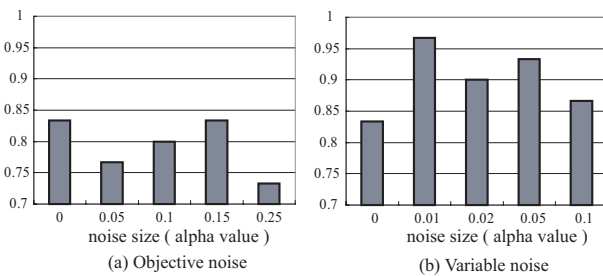 1
0.95
0.9
0.85
0.8
0.75
0.7
0 0.05 0.1 0.15 0.25
noise size ( alpha value )
(a) Objective noise
1
0.95
0.9
0.85
0.8
0.75
0.7
0 0.01 0.02 0.05 0.1
noise size ( alpha value )
(b) Variable noise